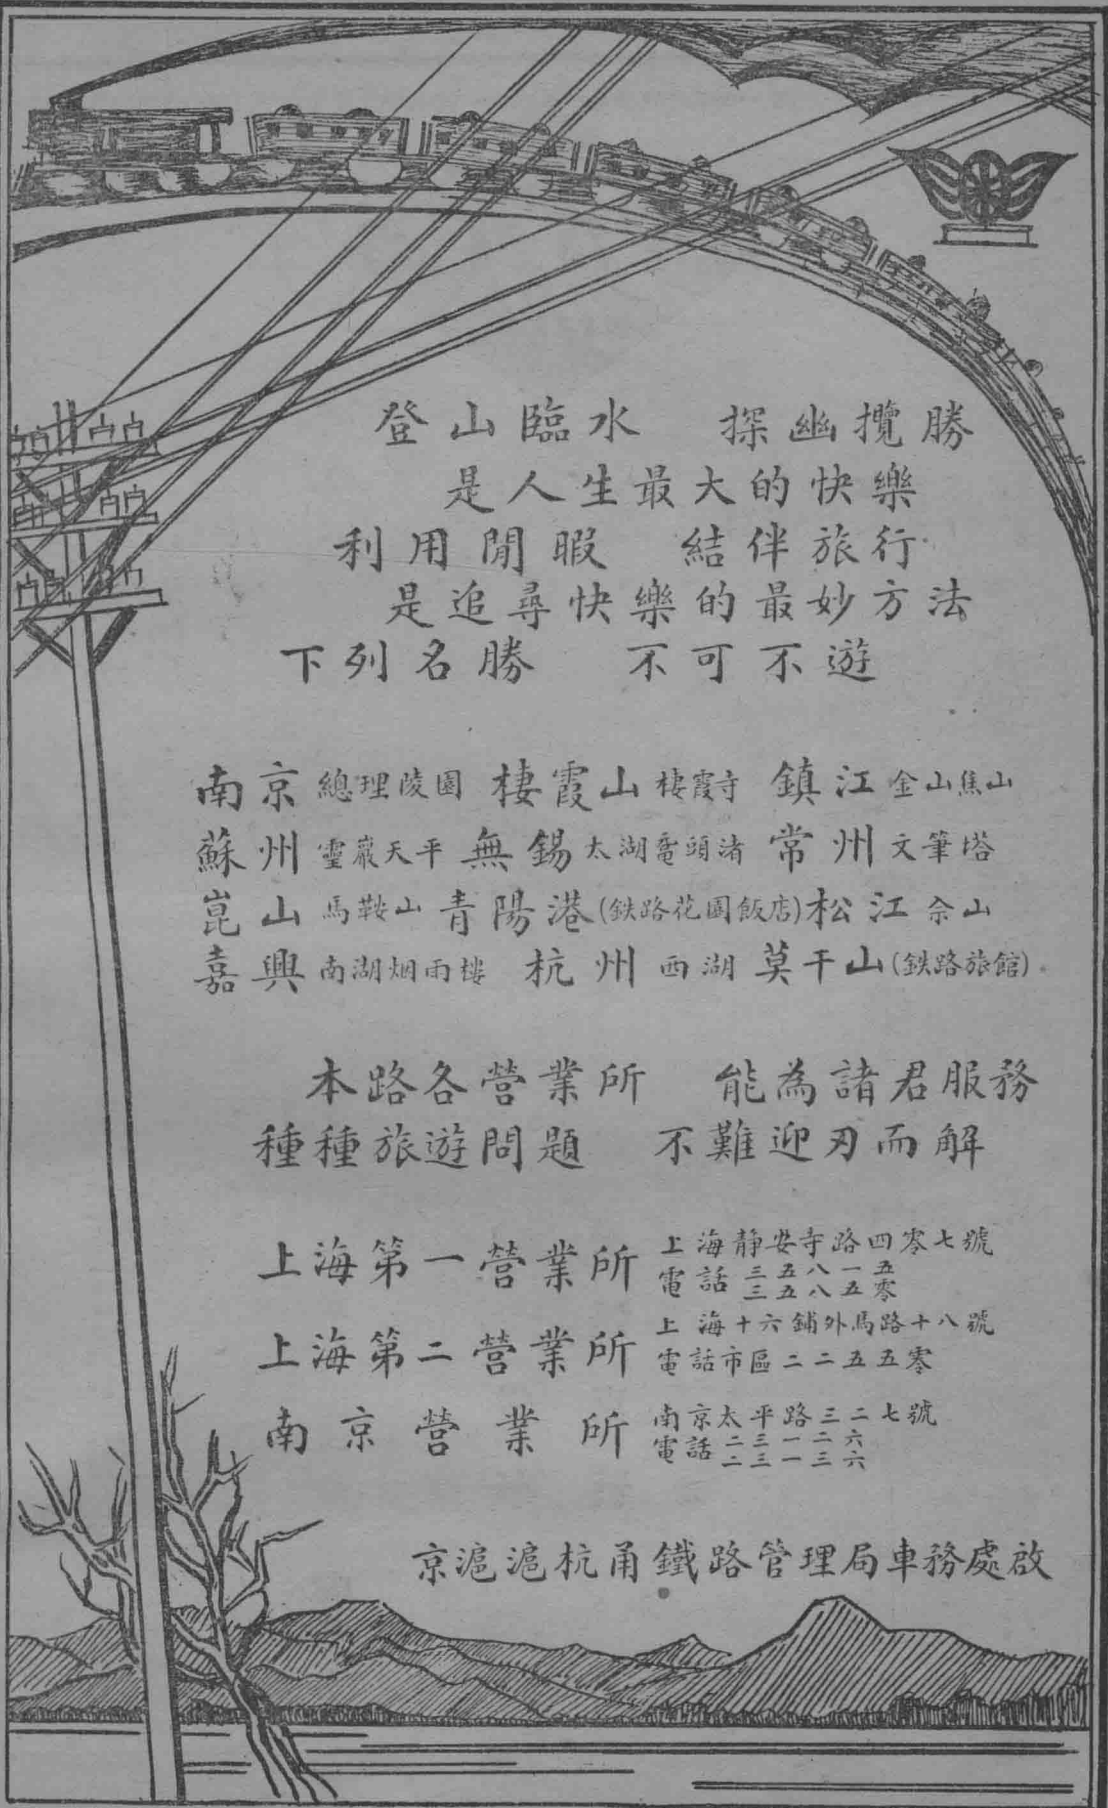 登山臨水　探幽攬勝
是人生最大的快樂
利用閒暇　結伴旅行
是追尋快樂的最妙方法
下列名勝　不可不遊
南京 總理陵園　棲霞山 棲霞寺　鎮江 金山焦山
蘇州 靈巖天平　無錫 太湖黿頭渚　常州 文筆塔
崑山 馬鞍山　青陽港 (鉄路花園飯店) 松江 佘山
嘉興 南湖烟雨樓　杭州 西湖　莫干山 (鉄路旅館)
本路各營業所　能為諸君服務
種種旅遊問題　不難迎刃而解
上海第一營業所
上海靜安寺路四零七號
電話 三五八一五
三五八五零
上海第二營業所
上海十六鋪外馬路十八號
電話市區二二五五零
南京營業所
南京太平路三二七號
電話 二三一二六
二三一三六
京滬滬杭甬鐵路管理局車務處啟